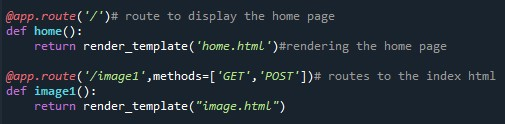 @app.route('/')# route to display the home page
def home():
    return render_template('home.html')#rendering the home page
@app.route('/image1',methods=['GET','POST'])# routes to the index html
def image1():
    return render_template("image.html")